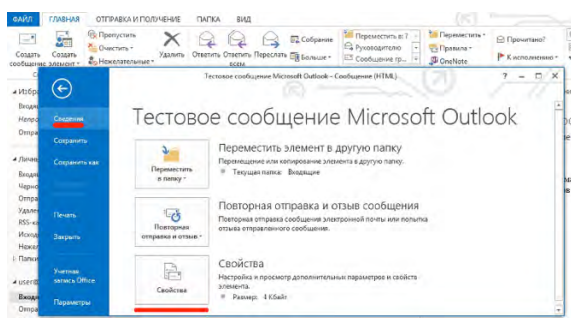 ФАЙЛ ГЛАВНАЯ ОТПРАВКА И ПОЛУЧЕНИЕ ПАПКА ВИД
Создать сообщение
Создать элемент
Пропустить
Очистить
Нежелательные
Удалить
Ответить
Ответить всем
Переслать
Собрание
Больше
Переместить в: ?
Руководителю
Сообщение гр...
Переместить
Правила
OneNote
Прочитано?
К исполнению
Тестовое сообщение Microsoft Outlook - Сообщение (HTML)
? – □ X
Сведения
Сохранить
Сохранить как
Печать
Закрыть
Учетная запись Office
Параметры
Тестовое сообщение Microsoft Outlook
Переместить в папку
Переместить элемент в другую папку
Перемещение или копирование элемента в другую папку.
Текущая папка: Входящие
Повторная отправка и отзыв
Повторная отправка и отзыв сообщения
Повторная отправка сообщения электронной почты или попытка
отзыва отправленного сообщения.
Свойства
Свойства
Настройка и просмотр дополнительных параметров и свойств
элемента.
Размер: 4 Кбайт